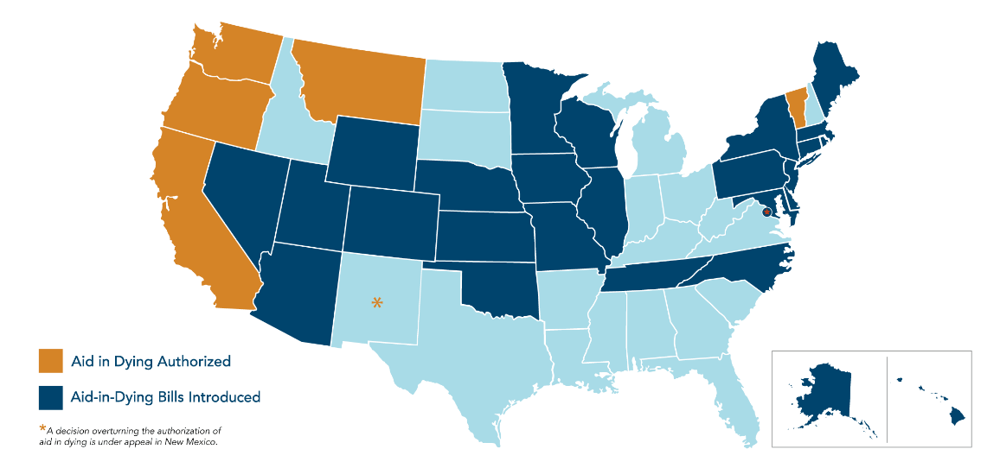 Aid in Dying Authorized
Aid-in-Dying Bills Introduced
*A decision overturning the authorization of
aid in dying is under appeal in New Mexico.
*